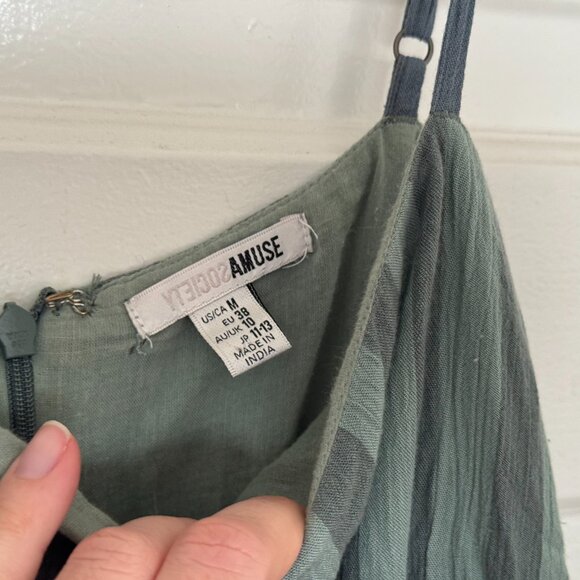 AMUSE SOCIETY
US/CA M
EU 38
AU/UK 10
JP 11-13
MADE IN
INDIA